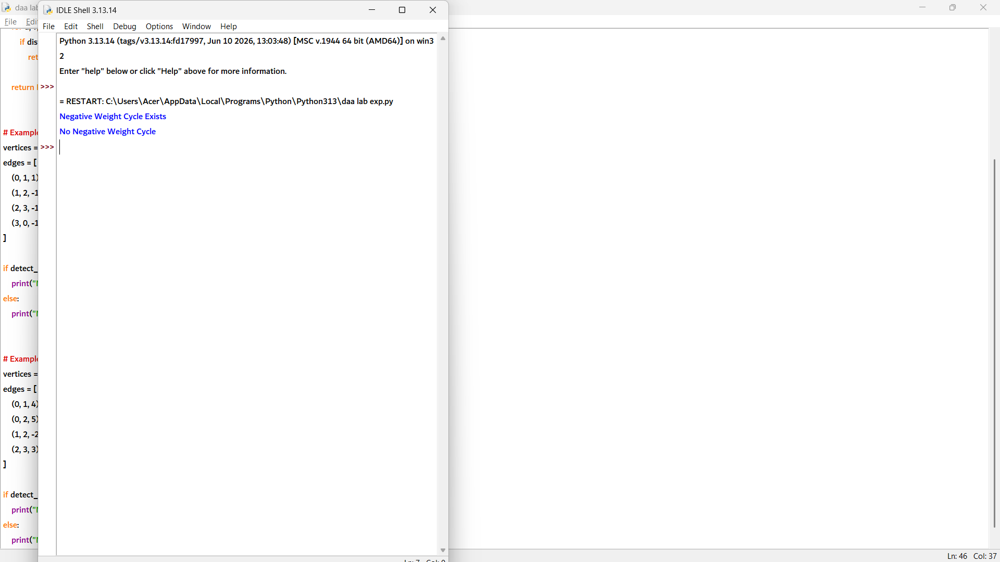 daa lab
File Edit
if dis
ret
return
# Example
vertices =
edges = [
(0, 1, 1)
(1, 2, -1
(2, 3, -1
(3, 0, -1
]
if detect_
print("
else:
print("
# Example
vertices =
edges = [
(0, 1, 4)
(0, 2, 5)
(1, 2, -2
(2, 3, 3)
]
if detect_
print("
else:
print("
IDLE Shell 3.13.14
File Edit Shell Debug Options Window Help
Python 3.13.14 (tags/v3.13.14:fd17997, Jun 10 2026, 13:03:48) [MSC v.1944 64 bit (AMD64)] on win3
2
Enter "help" below or click "Help" above for more information.
>>>
= RESTART: C:\Users\Acer\AppData\Local\Programs\Python\Python313\daa lab exp.py
Negative Weight Cycle Exists
No Negative Weight Cycle
>>>
Ln: 7 Col: 0
Ln: 46 Col: 37